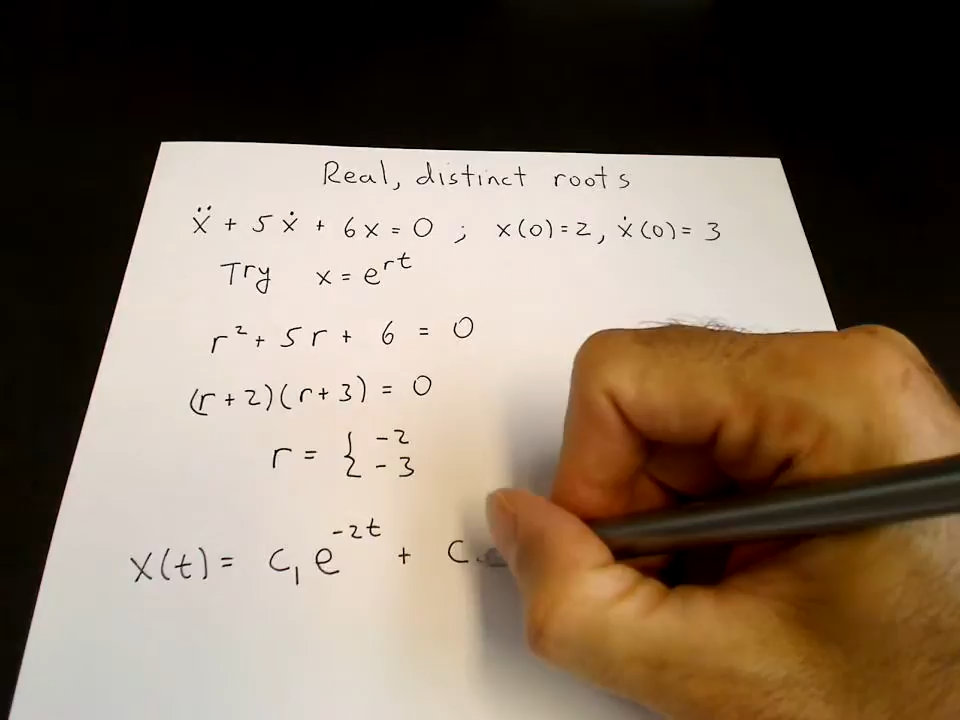 Real, distinct roots
ẍ + 5ẋ + 6x = 0 ; x(0)=2, ẋ(0)= 3
Try x = e^rt
r² + 5r + 6 = 0
(r+2)(r+3) = 0
r = { -2
-3
x(t) = c₁e^-2t + c